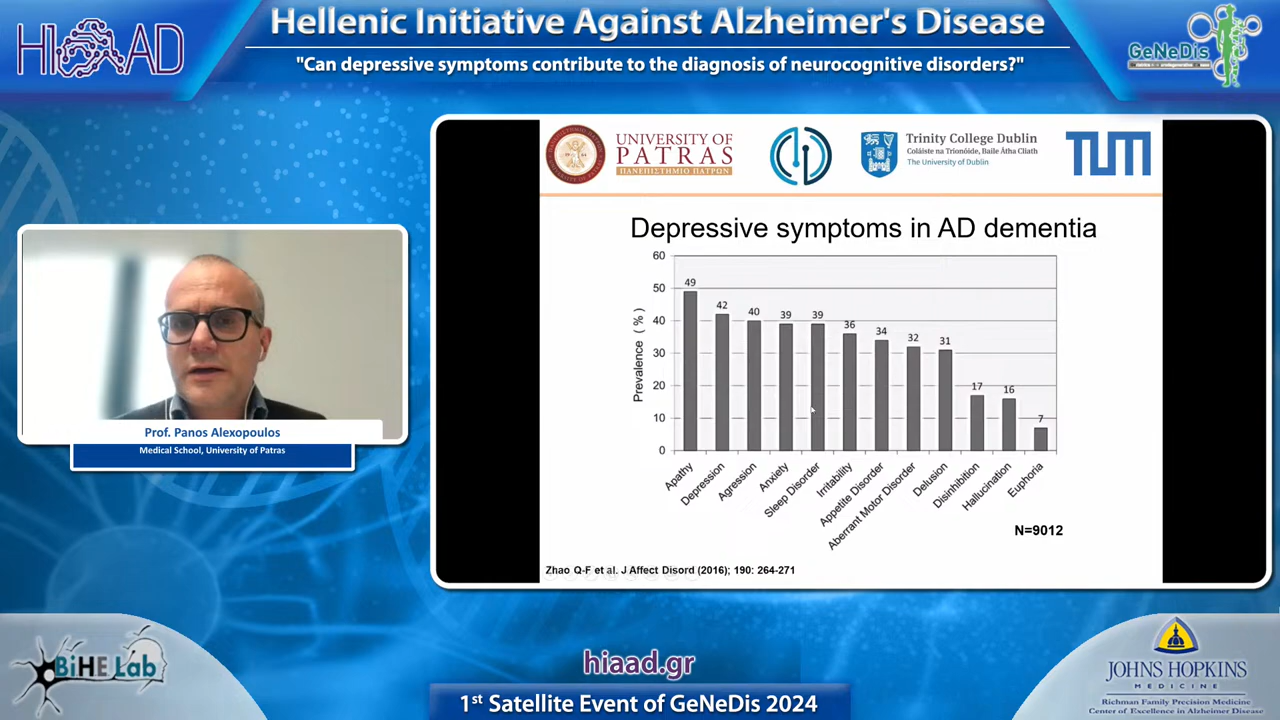 HIAAD
Hellenic Initiative Against Alzheimer's Disease
"Can depressive symptoms contribute to the diagnosis of neurocognitive disorders?"
GeNeDis
UNIVERSITY OF
PATRAS
ΠΑΝΕΠΙΣΤΗΜΙΟ ΠΑΤΡΩΝ
Trinity College Dublin
Coláiste na Tríonóide, Baile Átha Cliath
The University of Dublin
TUM
Depressive symptoms in AD dementia
Prevalence (%)
60
50
40
30
20
10
0
49
42
40
39
39
36
34
32
31
17
16
7
Apathy
Depression
Agression
Anxiety
Sleep Disorder
Irritability
Appetite Disorder
Aberrant Motor Disorder
Delusion
Disinhibition
Hallucination
Euphoria
N=9012
Zhao Q-F et al. J Affect Disord (2016); 190: 264-271
Prof. Panos Alexopoulos
Medical School, University of Patras
BiHE Lab
hiaad.gr
1st Satellite Event of GeNeDis 2024
JOHNS HOPKINS
MEDICINE
Richman Family Precision Medicine
Center of Excellence in Alzheimer Disease